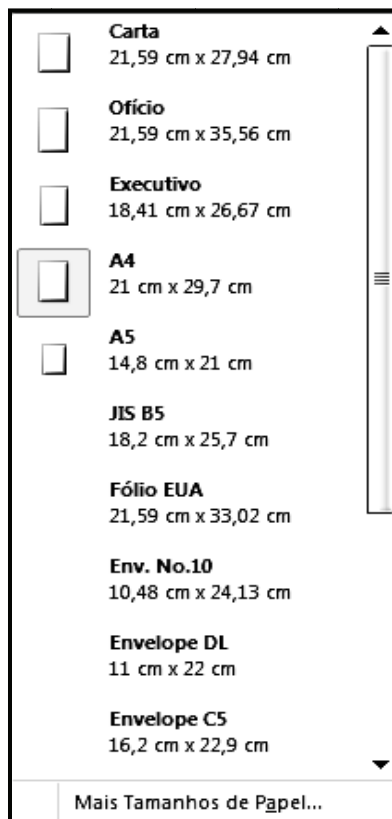 Carta
21,59 cm x 27,94 cm
Ofício
21,59 cm x 35,56 cm
Executivo
18,41 cm x 26,67 cm
A4
21 cm x 29,7 cm
A5
14,8 cm x 21 cm
JIS B5
18,2 cm x 25,7 cm
Fólio EUA
21,59 cm x 33,02 cm
Env. No.10
10,48 cm x 24,13 cm
Envelope DL
11 cm x 22 cm
Envelope C5
16,2 cm x 22,9 cm
Mais Tamanhos de Papel...